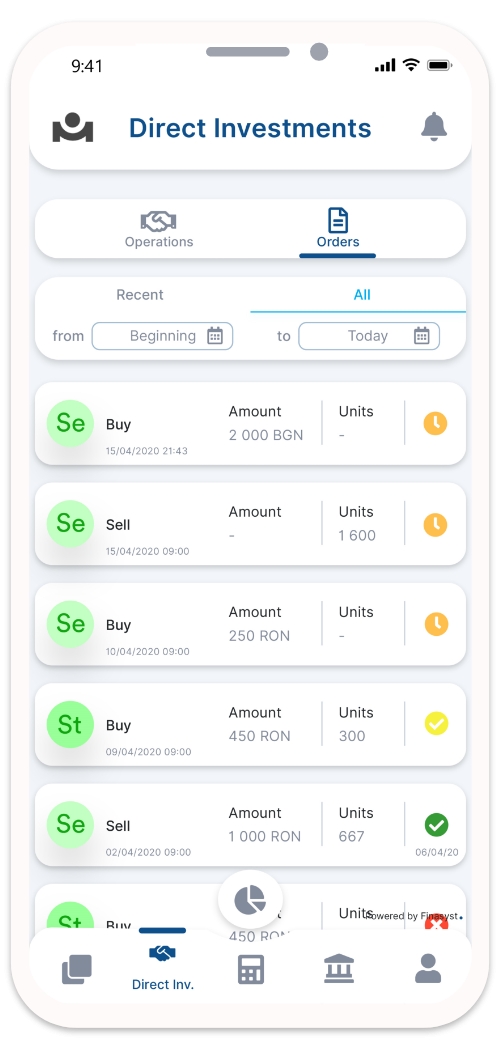 9:41
Direct Investments
Operations
Orders
Recent
All
from
Beginning
to
Today
Se
Buy
Amount
Units
2 000 BGN
-
15/04/2020 21:43
Se
Sell
Amount
Units
-
1 600
15/04/2020 09:00
Se
Buy
Amount
Units
250 RON
-
10/04/2020 09:00
St
Buy
Amount
Units
450 RON
300
09/04/2020 09:00
Se
Sell
Amount
Units
1 000 RON
667
02/04/2020 09:00
06/04/20
St
Buy
Units
Powered by Finasyst.
450 RON
Direct Inv.